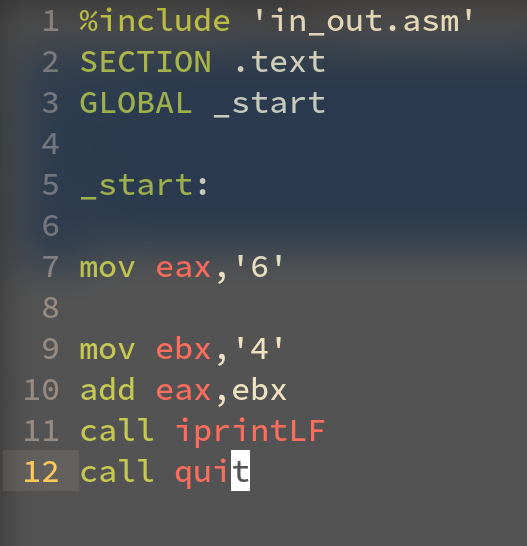 1 %include 'in_out.asm'
2 SECTION .text
3 GLOBAL _start
4
5 _start:
6
7 mov eax,'6'
8
9 mov ebx,'4'
10 add eax,ebx
11 call iprintLF
12 call quit